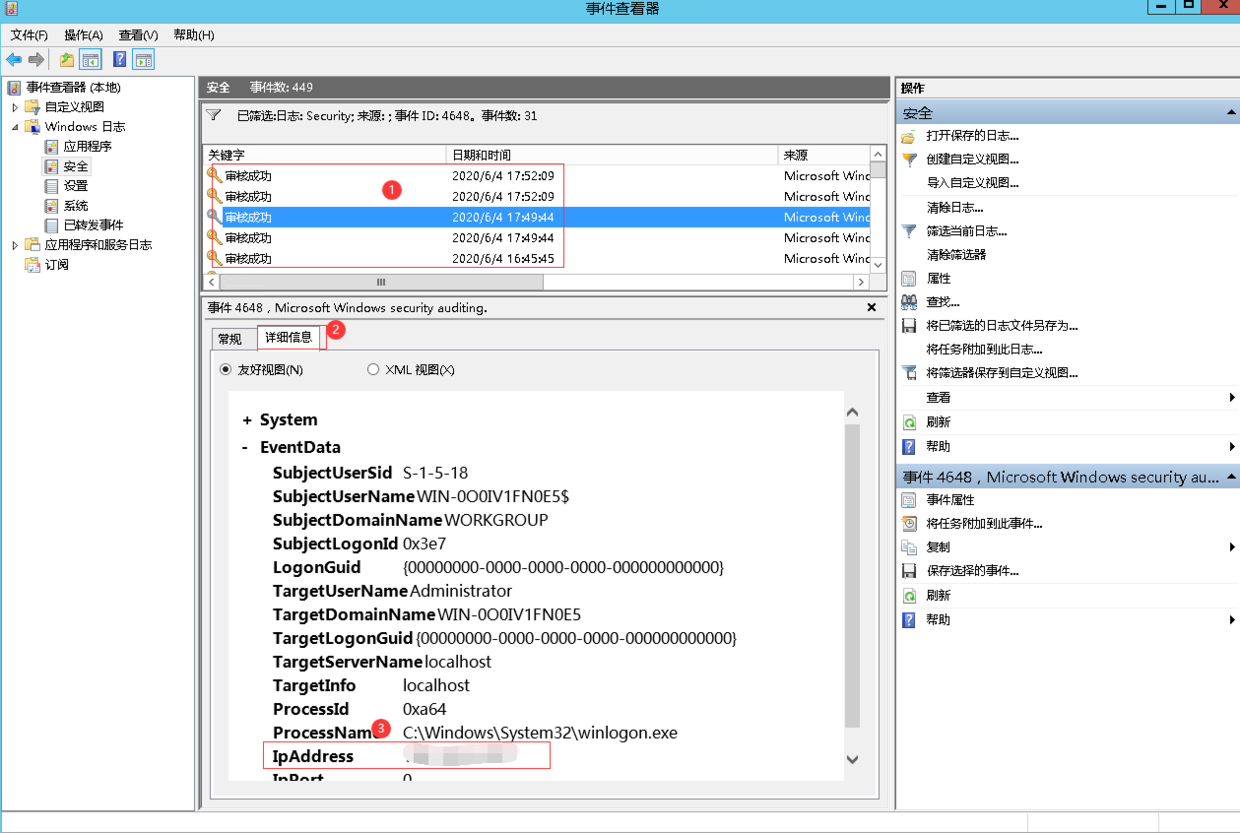 事件查看器
文件(F) 操作(A) 查看(V) 帮助(H)
事件查看器 (本地)
自定义视图
Windows 日志
应用程序
安全
设置
系统
已转发事件
应用程序和服务日志
订阅
安全 事件数: 449
已筛选:日志: Security; 来源: ; 事件 ID: 4648。事件数: 31
关键字 日期和时间 来源
审核成功 2020/6/4 17:52:09 Microsoft Winc
审核成功 2020/6/4 17:52:09 Microsoft Winc
审核成功 2020/6/4 17:49:44 Microsoft Winc
审核成功 2020/6/4 17:49:44 Microsoft Winc
审核成功 2020/6/4 16:45:45 Microsoft Winc
1
事件 4648，Microsoft Windows security auditing.
常规 详细信息 2
友好视图(N) XML 视图(X)
+ System
- EventData
SubjectUserSid S-1-5-18
SubjectUserName WIN-0O0IV1FN0E5$
SubjectDomainName WORKGROUP
SubjectLogonId 0x3e7
LogonGuid {00000000-0000-0000-0000-000000000000}
TargetUserName Administrator
TargetDomainName WIN-0O0IV1FN0E5
TargetLogonGuid {00000000-0000-0000-0000-000000000000}
TargetServerName localhost
TargetInfo localhost
ProcessId 0xa64
ProcessName C:\Windows\System32\winlogon.exe
3
IpAddress
IpPort 0
操作
安全
打开保存的日志...
创建自定义视图...
导入自定义视图...
清除日志...
筛选当前日志...
清除筛选器
属性
查找...
将已筛选的日志文件另存为...
将任务附加到此日志...
将筛选器保存到自定义视图...
查看
刷新
帮助
事件 4648，Microsoft Windows security au...
事件属性
将任务附加到此事件...
复制
保存选择的事件...
刷新
帮助